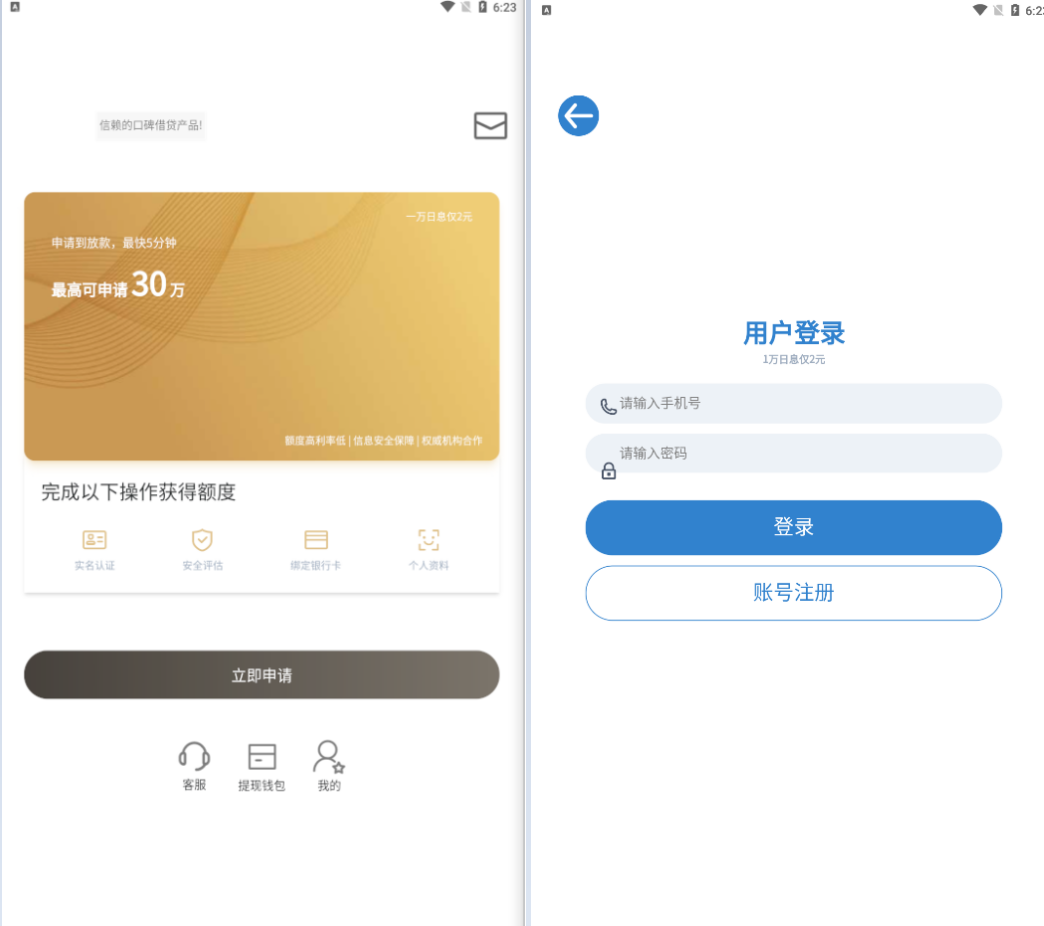 6:23
信赖的口碑借贷产品!
一万日息仅2元
申请到放款，最快5分钟
最高可申请30万
额度高利率低 | 信息安全保障 | 权威机构合作
完成以下操作获得额度
实名认证 安全评估 绑定银行卡 个人资料
立即申请
客服 提现钱包 我的
6:23
用户登录
1万日息仅2元
请输入手机号
请输入密码
登录
账号注册